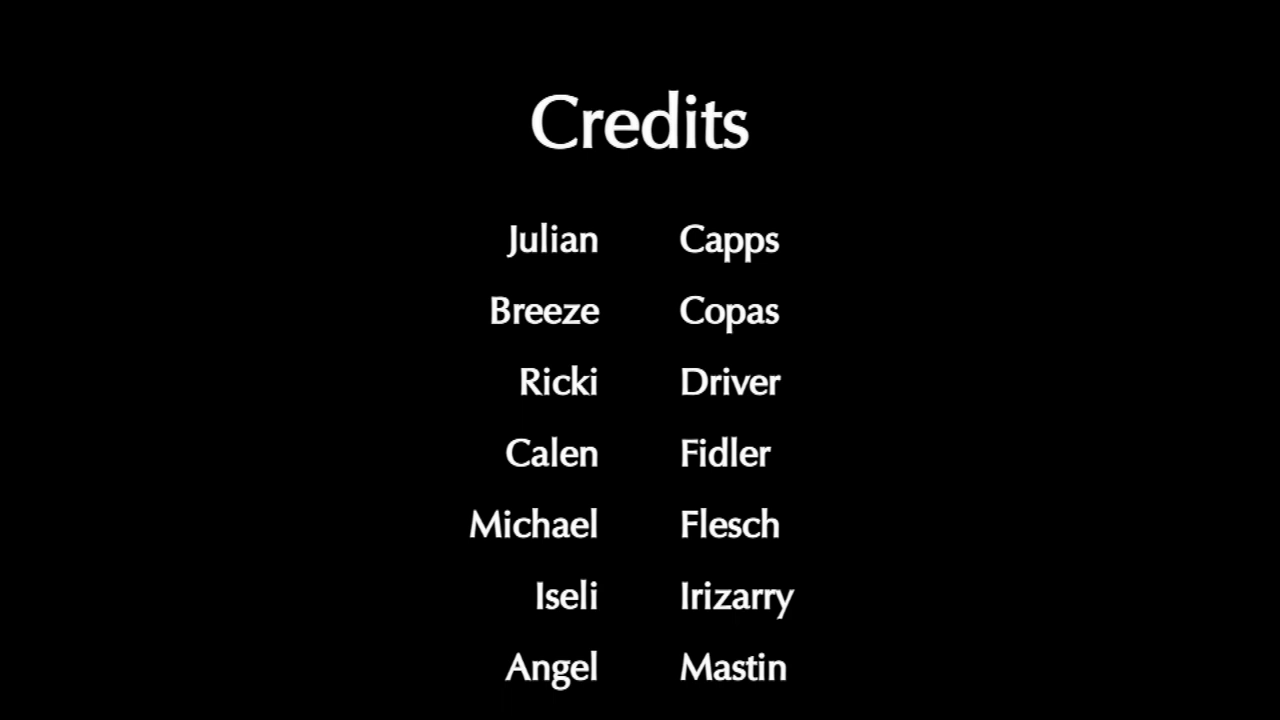 Credits
Julian Capps
Breeze Copas
Ricki Driver
Calen Fidler
Michael Flesch
Iseli Irizarry
Angel Mastin